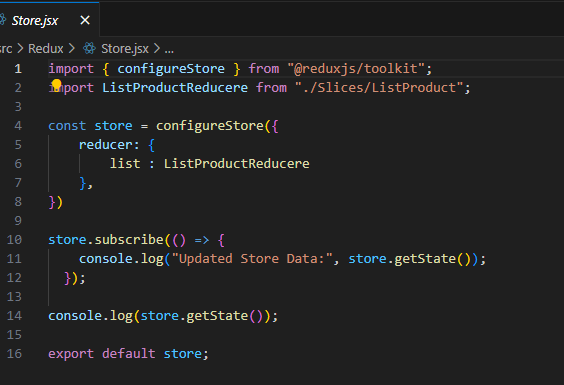 Store.jsx ×
src > Redux > Store.jsx > ...
1 import { configureStore } from "@reduxjs/toolkit";
2 import ListProductReducere from "./Slices/ListProduct";
3
4 const store = configureStore({
5     reducer: {
6         list : ListProductReducere
7     },
8 })
9
10 store.subscribe(() => {
11     console.log("Updated Store Data:", store.getState());
12   });
13
14 console.log(store.getState());
15
16 export default store;